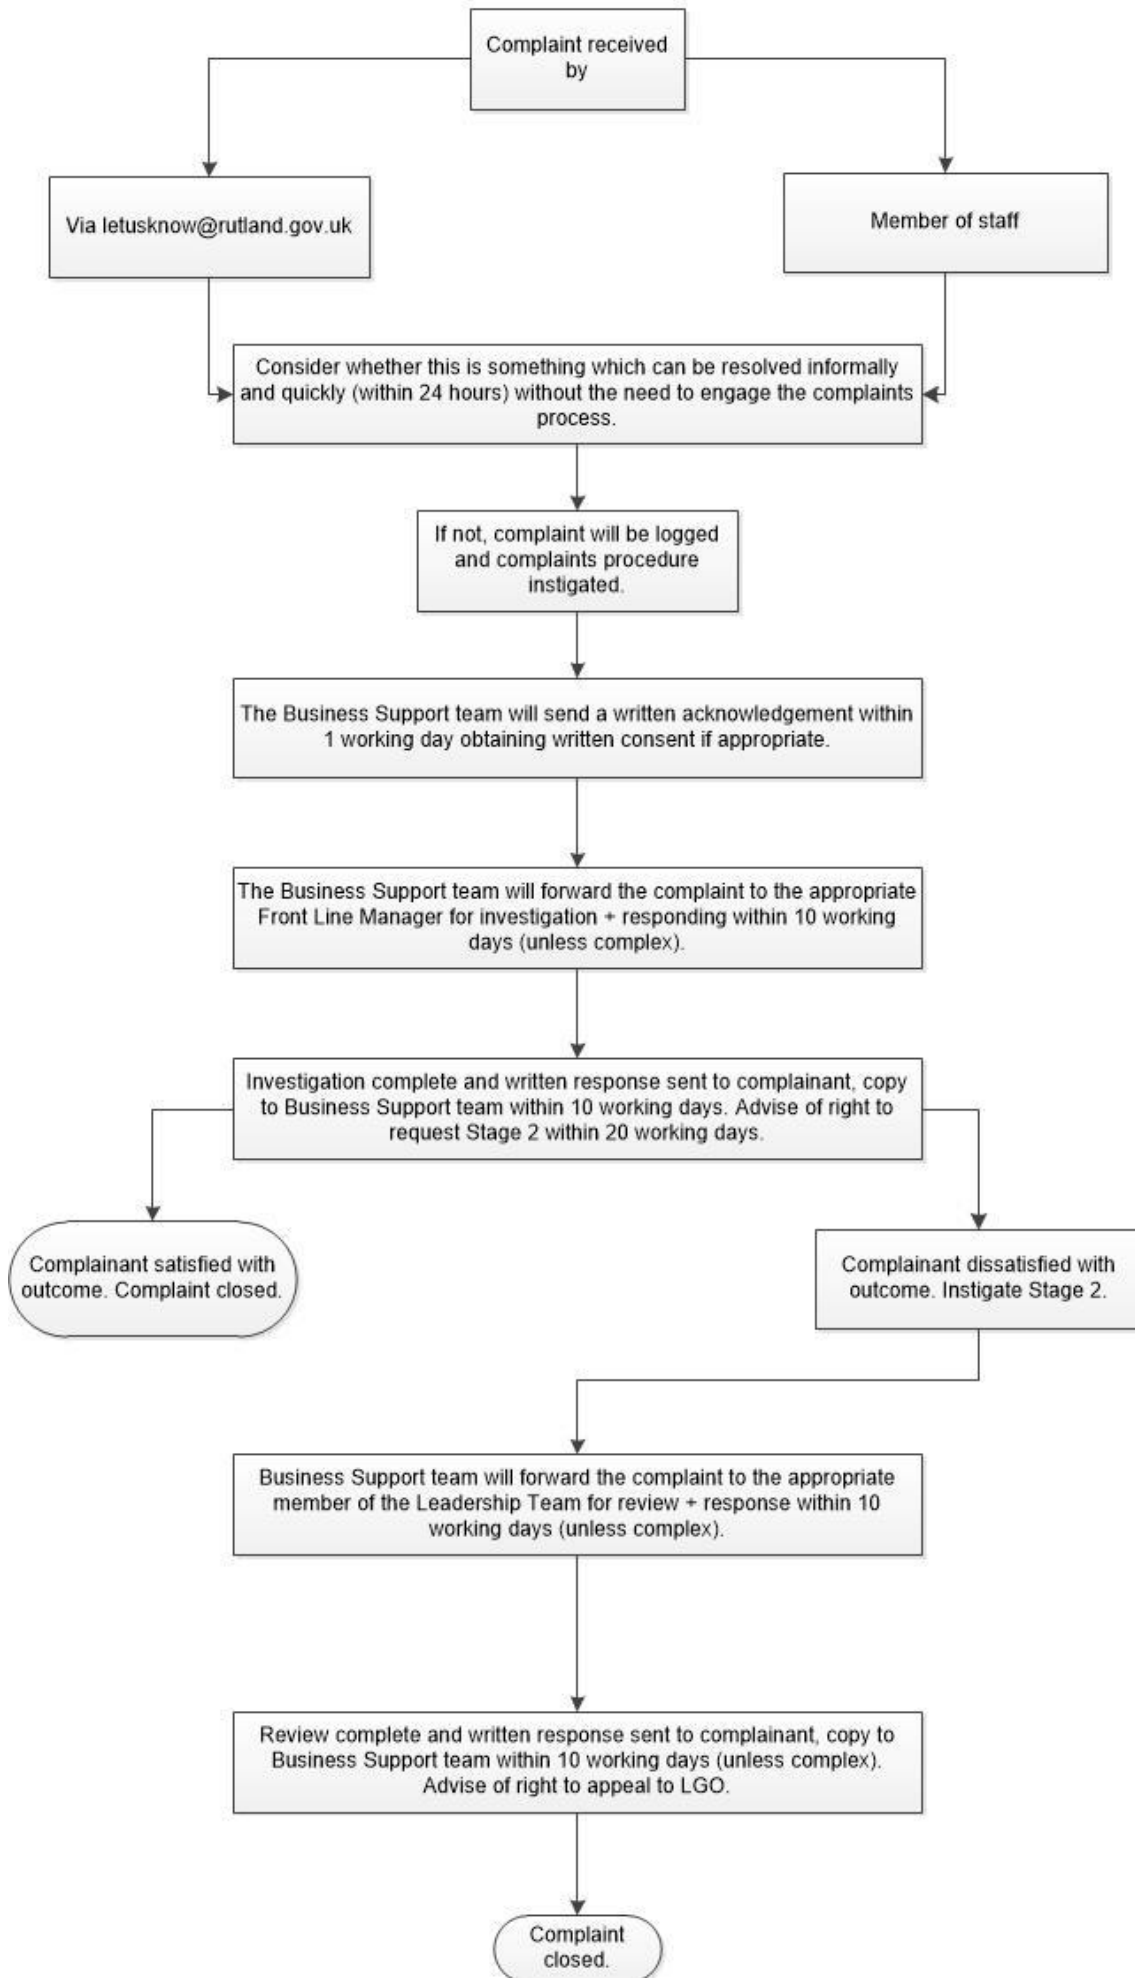 Complaint received
by
Via letusknow@rutland.gov.uk
Member of staff
Consider whether this is something which can be resolved informally
and quickly (within 24 hours) without the need to engage the complaints
process.
If not, complaint will be logged
and complaints procedure
instigated.
The Business Support team will send a written acknowledgement within
1 working day obtaining written consent if appropriate.
The Business Support team will forward the complaint to the appropriate
Front Line Manager for investigation + responding within 10 working
days (unless complex).
Investigation complete and written response sent to complainant, copy
to Business Support team within 10 working days. Advise of right to
request Stage 2 within 20 working days.
Complainant satisfied with
outcome. Complaint closed.
Complainant dissatisfied with
outcome. Instigate Stage 2.
Business Support team will forward the complaint to the appropriate
member of the Leadership Team for review + response within 10
working days (unless complex).
Review complete and written response sent to complainant, copy to
Business Support team within 10 working days (unless complex).
Advise of right to appeal to LGO.
Complaint
closed.